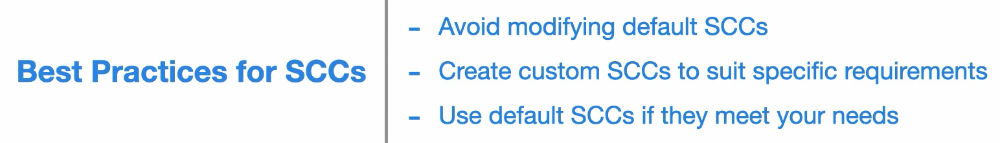 Best Practices for SCCs
- Avoid modifying default SCCs
- Create custom SCCs to suit specific requirements
- Use default SCCs if they meet your needs